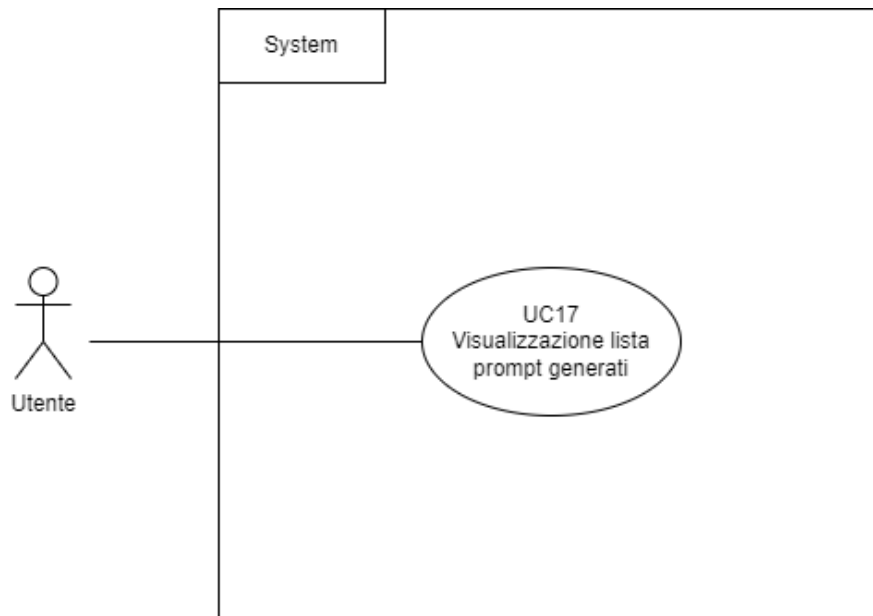 System
UC17
Visualizzazione lista
prompt generati
Utente